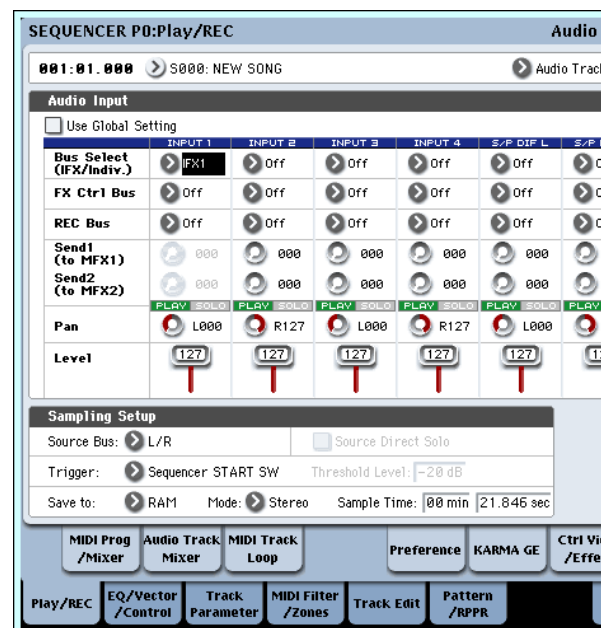 SEQUENCER P0:Play/REC Audio
001:01.000 S000: NEW SONG Audio Track
Audio Input
Use Global Setting
INPUT 1 INPUT 2 INPUT 3 INPUT 4 S/P DIF L S/P
Bus Select (IFX/Indiv.) IFX1 Off Off Off Off
FX Ctrl Bus Off Off Off Off Off
REC Bus Off Off Off Off Off
Send1 (to MFX1) 000 000 000 000 000
Send2 (to MFX2) 000 000 000 000 000
PLAY SOLO PLAY SOLO PLAY SOLO PLAY SOLO PLAY SOLO PLAY
Pan L000 R127 L000 R127 L000
Level 127 127 127 127 127
Sampling Setup
Source Bus: L/R Source Direct Solo
Trigger: Sequencer START SW Threshold Level: -20 dB
Save to: RAM Mode: Stereo Sample Time: 00 min 21.846 sec
MIDI Prog /Mixer Audio Track Mixer MIDI Track Loop Preference KARMA GE Ctrl Vi /Effe
Play/REC EQ/Vector /Control Track Parameter MIDI Filter /Zones Track Edit Pattern /RPPR